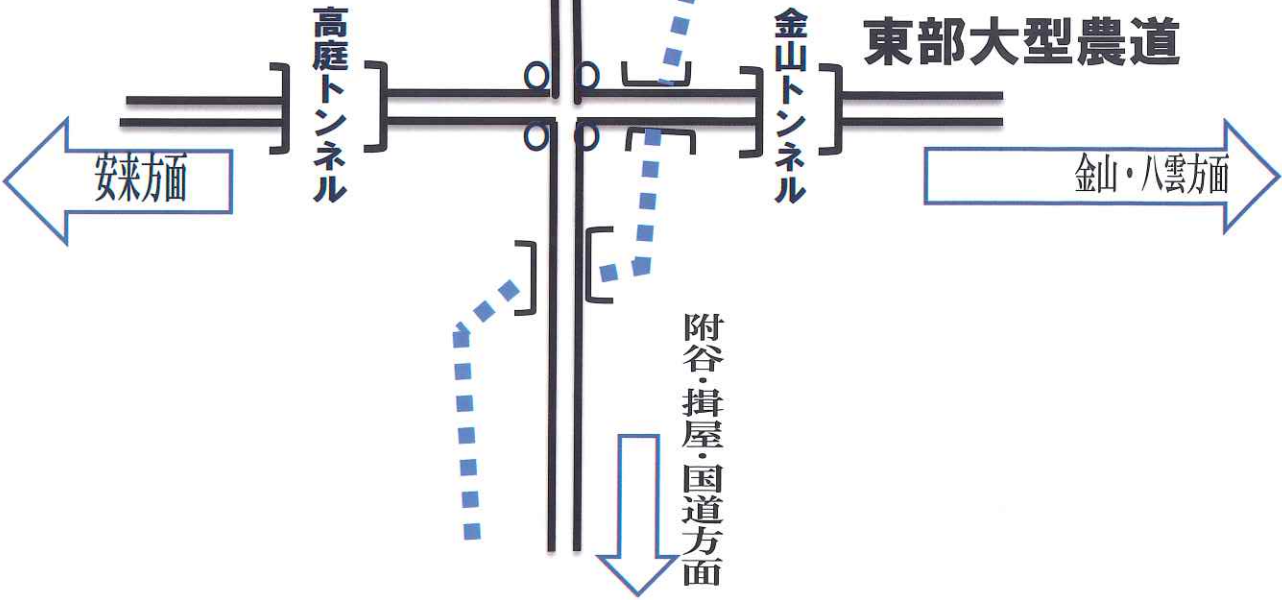 高庭トンネル
金山トンネル
東部大型農道
安来方面
金山・八雲方面
附谷・揖屋・国道方面